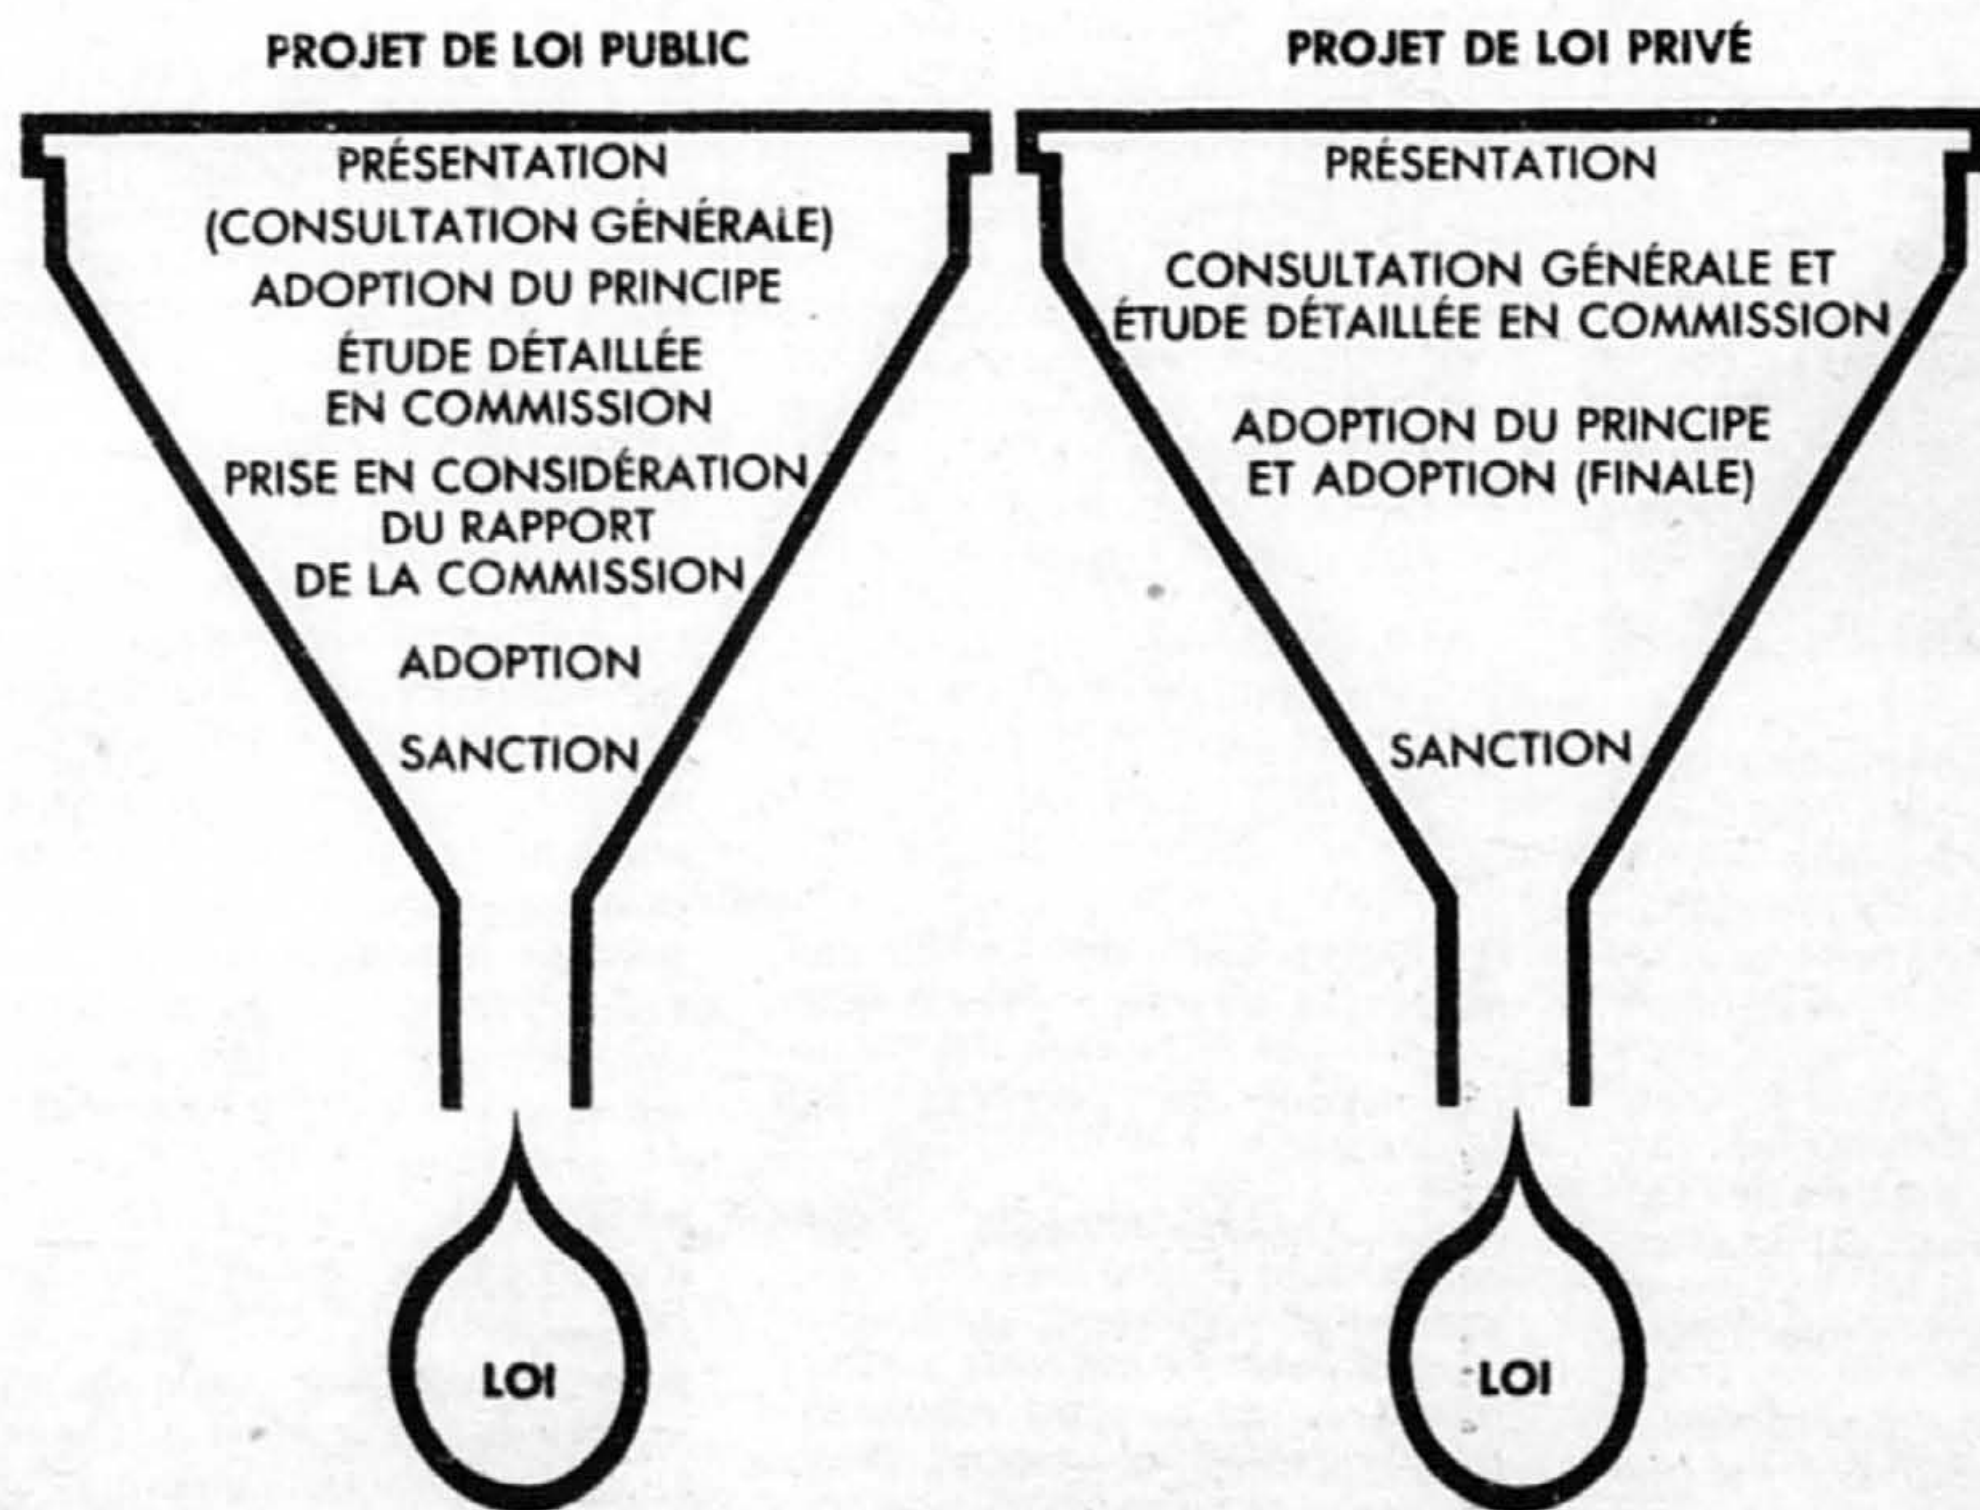 PROJET DE LOI PUBLIC
PRÉSENTATION
(CONSULTATION GÉNÉRALE)
ADOPTION DU PRINCIPE
ÉTUDE DÉTAILLÉE
EN COMMISSION
PRISE EN CONSIDÉRATION
DU RAPPORT
DE LA COMMISSION
ADOPTION
SANCTION
LOI
PROJET DE LOI PRIVÉ
PRÉSENTATION
CONSULTATION GÉNÉRALE ET
ÉTUDE DÉTAILLÉE EN COMMISSION
ADOPTION DU PRINCIPE
ET ADOPTION (FINALE)
SANCTION
LOI